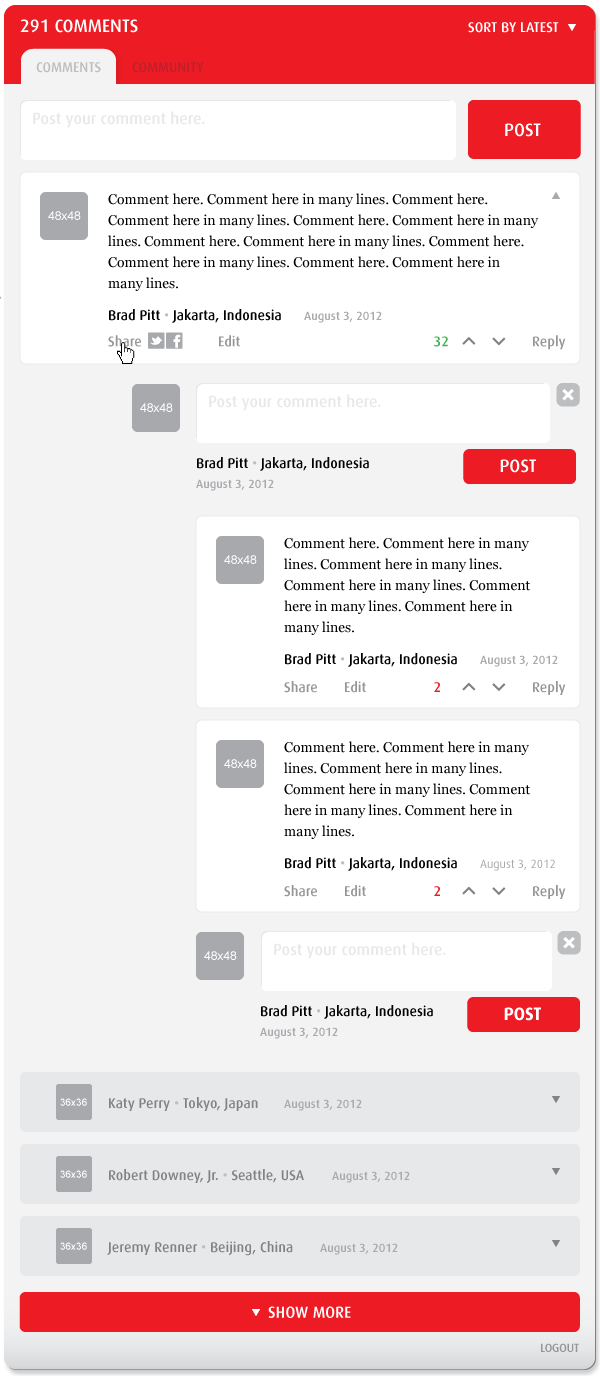 291 COMMENTS
SORT BY LATEST
COMMENTS
COMMUNITY
Post your comment here.
POST
48x48
Comment here. Comment here in many lines. Comment here.
Comment here in many lines. Comment here. Comment here in many
lines. Comment here. Comment here in many lines. Comment here.
Comment here in many lines. Comment here. Comment here in
many lines.
Brad Pitt • Jakarta, Indonesia August 3, 2012
Share Edit 32 Reply
48x48
Post your comment here.
Brad Pitt • Jakarta, Indonesia
August 3, 2012
POST
48x48
Comment here. Comment here in many
lines. Comment here in many lines.
Comment here in many lines. Comment
here in many lines. Comment here in
many lines.
Brad Pitt • Jakarta, Indonesia August 3, 2012
Share Edit 2 Reply
48x48
Comment here. Comment here in many
lines. Comment here in many lines.
Comment here in many lines. Comment
here in many lines. Comment here in
many lines.
Brad Pitt • Jakarta, Indonesia August 3, 2012
Share Edit 2 Reply
48x48
Post your comment here.
Brad Pitt • Jakarta, Indonesia
August 3, 2012
POST
36x36 Katy Perry • Tokyo, Japan August 3, 2012
36x36 Robert Downey, Jr. • Seattle, USA August 3, 2012
36x36 Jeremy Renner • Beijing, China August 3, 2012
SHOW MORE
LOGOUT